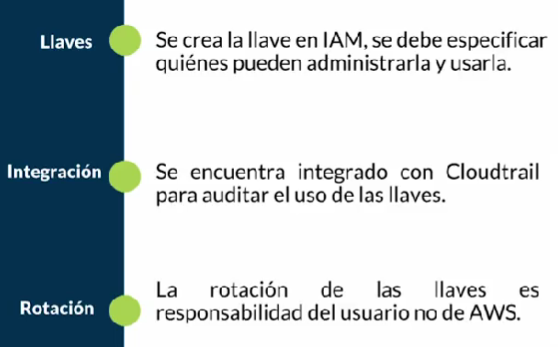 Llaves
Se crea la llave en IAM, se debe especificar
quiénes pueden administrarla y usarla.
Integración
Se encuentra integrado con Cloudtrail
para auditar el uso de las llaves.
Rotación
La rotación de las llaves es
responsabilidad del usuario no de AWS.